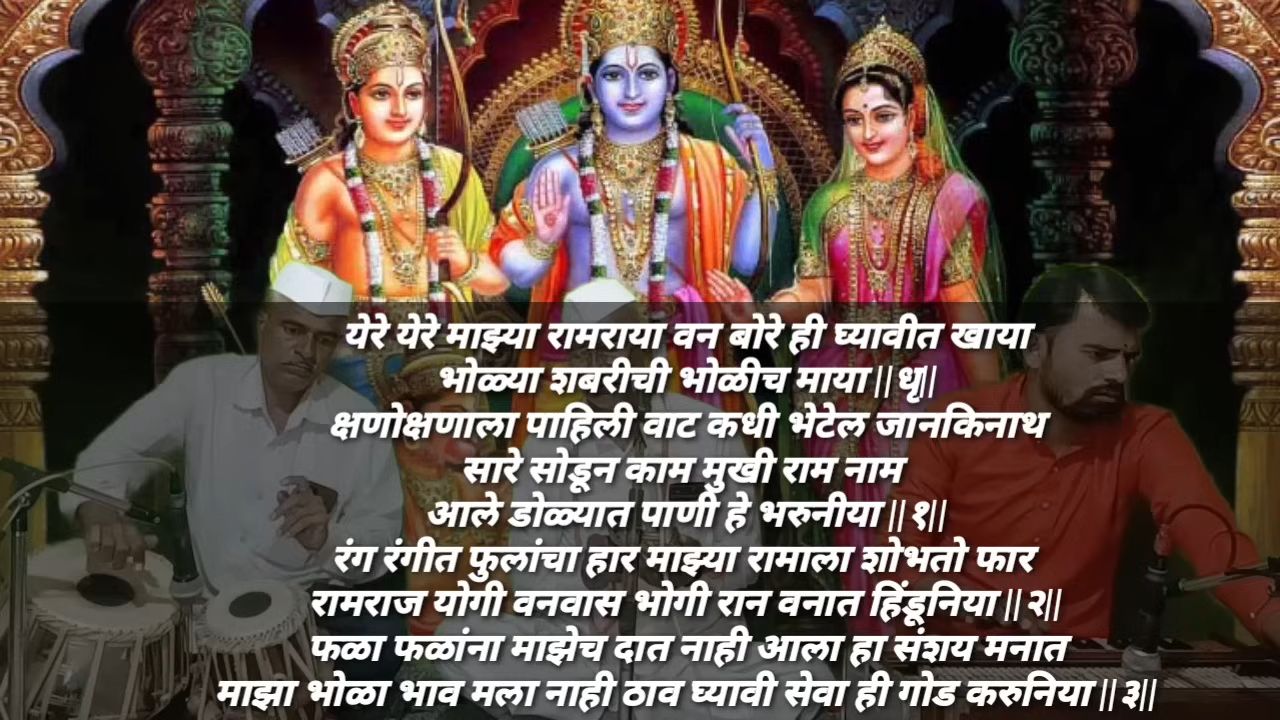 येरे येरे माझ्या रामराया वन बोरे ही घ्यावीत खाया
भोळ्या शबरीची भोळीच माया || धृ||
क्षणोक्षणाला पाहिली वाट कधी भेटेल जानकिनाथ
सारे सोडून काम मुखी राम नाम
आले डोळ्यात पाणी हे भरुनीया || १||
रंग रंगीत फुलांचा हार माझ्या रामाला शोभतो फार
रामराज योगी वनवास भोगी रान वनात हिंडूनिया || २||
फळा फळांना माझेच दात नाही आला हा संशय मनात
माझा भोळा भाव मला नाही ठाव घ्यावी सेवा ही गोड करुनिया || ३||